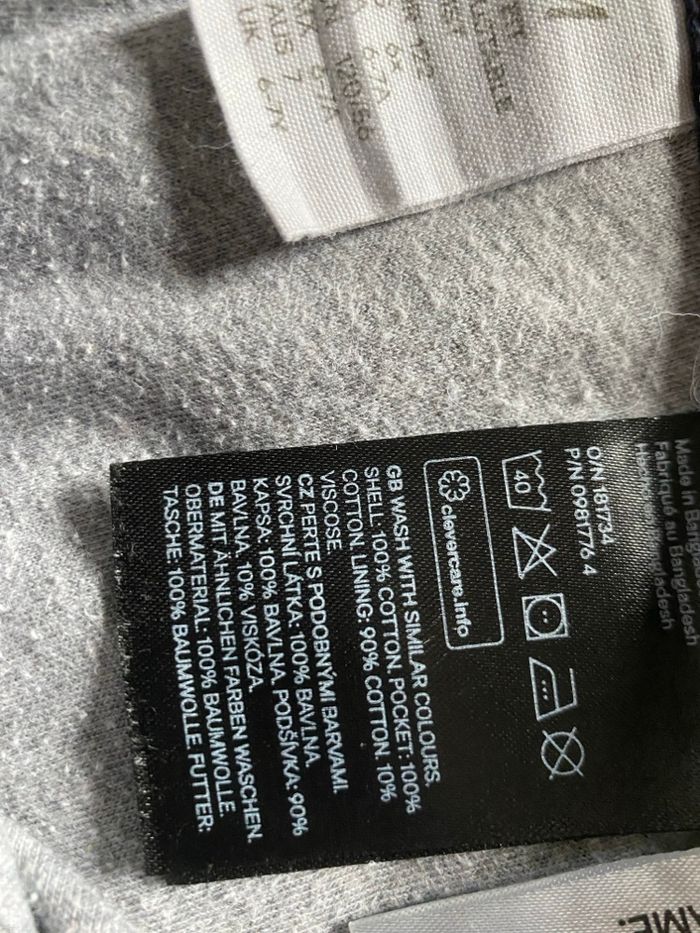 120/56
AUS 7
UK 6-7Y
Made in
Fabriqué au Bangladesh
O/N 181734
P/N 0981776 4
40
clevercare.info
GB WASH WITH SIMILAR COLOURS.
SHELL: 100% COTTON. POCKET: 100%
COTTON LINING: 90% COTTON 10%
VISCOSE
CZ PERTE S PODOBNÝMI BARVAMI.
SVRCHNÍ LÁTKA: 100% BAVLNA.
KAPSA: 100% BAVLNA. PODŠÍVKA: 90%
BAVLNA, 10% VISKÓZA.
DE MIT ÄHNLICHEN FARBEN WASCHEN.
OBERMATERIAL: 100% BAUMWOLLE.
TASCHE: 100% BAUMWOLLE FUTTER: